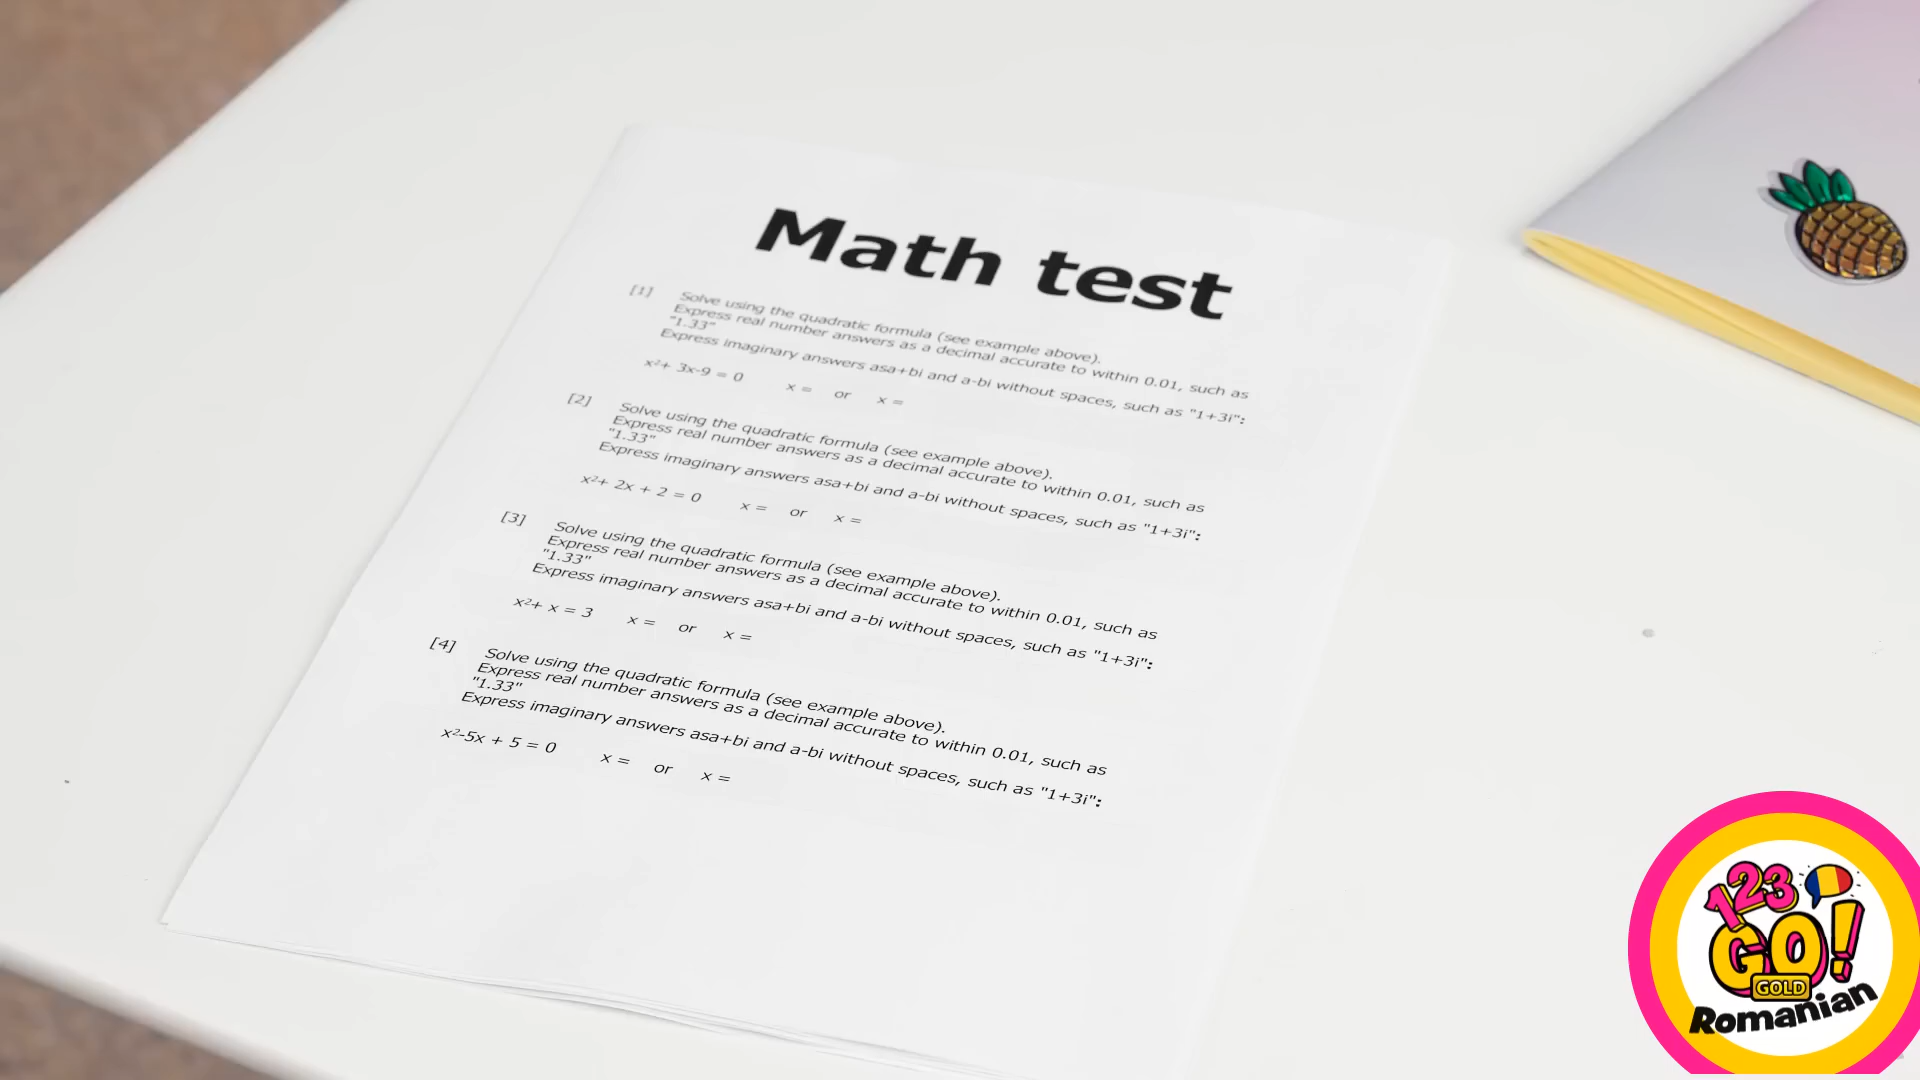 Math test
[1] Solve using the quadratic formula (see example above).
Express real number answers as a decimal accurate to within 0.01, such as
"1.33"
Express imaginary answers asa+bi and a-bi without spaces, such as "1+3i":
x²+ 3x-9 = 0 x = or x =
[2] Solve using the quadratic formula (see example above).
Express real number answers as a decimal accurate to within 0.01, such as
"1.33"
Express imaginary answers asa+bi and a-bi without spaces, such as "1+3i":
x²+ 2x + 2 = 0 x = or x =
[3] Solve using the quadratic formula (see example above).
Express real number answers as a decimal accurate to within 0.01, such as
"1.33"
Express imaginary answers asa+bi and a-bi without spaces, such as "1+3i":
x²+ x = 3 x = or x =
[4] Solve using the quadratic formula (see example above).
Express real number answers as a decimal accurate to within 0.01, such as
"1.33"
Express imaginary answers asa+bi and a-bi without spaces, such as "1+3i":
x²-5x + 5 = 0 x = or x =
123
GO!
GOLD
Romanian